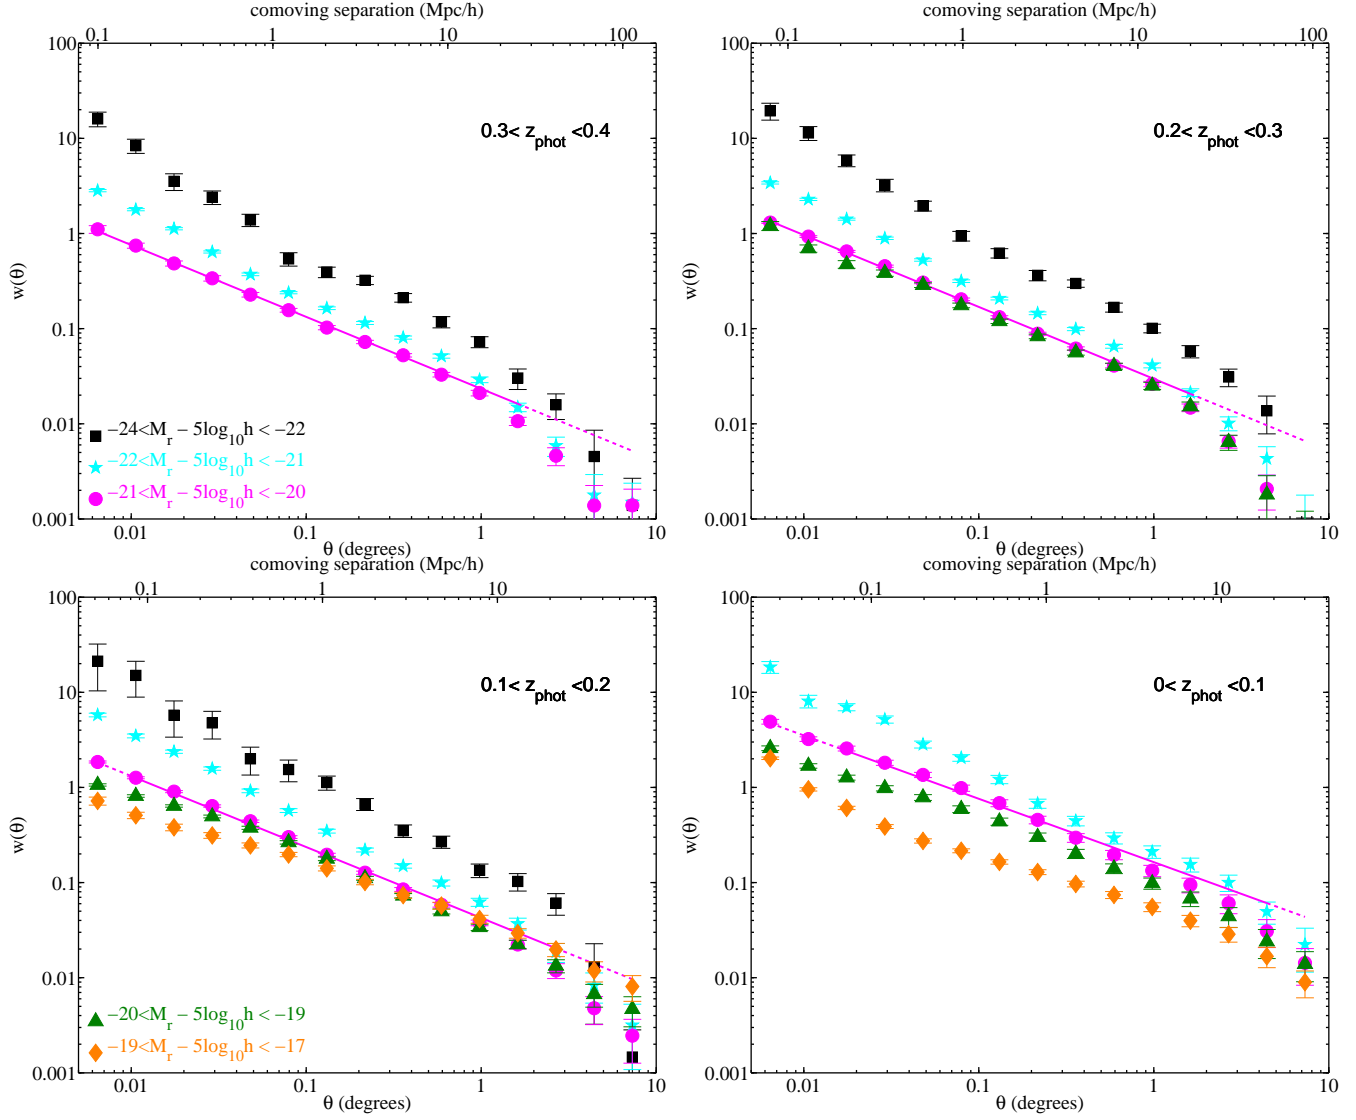 comoving separation (Mpc/h)
0.1 1 10 100
100
10
1
0.1
0.01
0.001
w(θ)
0.3< z_phot <0.4
−24<M_r − 5log_10h < −22
−22<M_r − 5log_10h < −21
−21<M_r − 5log_10h < −20
0.01 0.1 1 10
θ (degrees)
comoving separation (Mpc/h)
0.1 1 10 100
100
10
1
0.1
0.01
0.001
w(θ)
0.2< z_phot <0.3
0.01 0.1 1 10
θ (degrees)
comoving separation (Mpc/h)
0.1 1 10
100
10
1
0.1
0.01
0.001
w(θ)
0.1< z_phot <0.2
−20<M_r − 5log_10h < −19
−19<M_r − 5log_10h < −17
0.01 0.1 1 10
θ (degrees)
comoving separation (Mpc/h)
0.1 1 10
100
10
1
0.1
0.01
0.001
w(θ)
0< z_phot <0.1
0.01 0.1 1 10
θ (degrees)